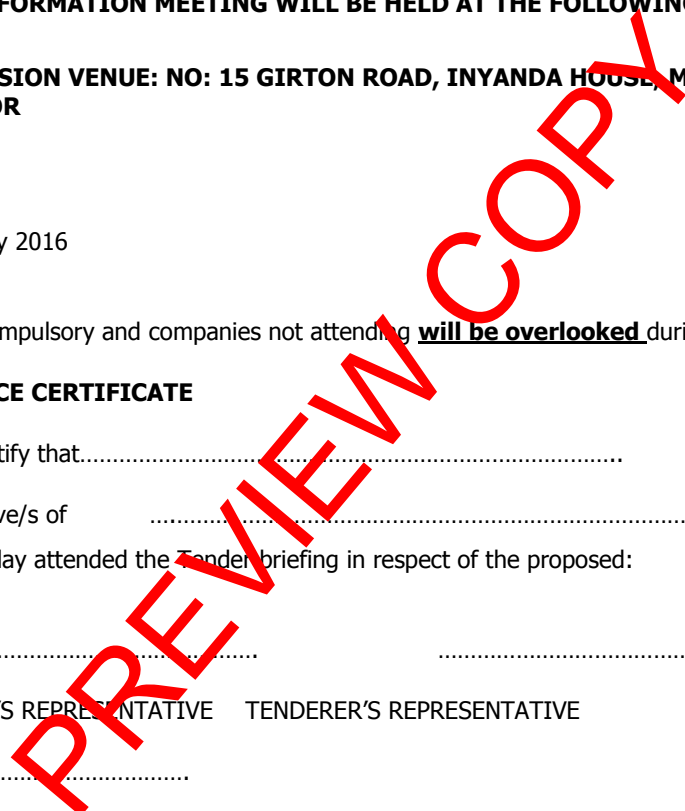 FORMATION MEETING WILL BE HELD AT THE FOLLOWING
SION VENUE: NO: 15 GIRTON ROAD, INYANDA HOUSE, M
OR
y 2016
mpulsory and companies not attending will be overlooked duri
CE CERTIFICATE
tify that……………………………………………………………………………..
ve/s of ……………………………………………………………………………
day attended the Tender briefing in respect of the proposed:
………………………………. …………………………………
'S REPRESENTATIVE TENDERER'S REPRESENTATIVE
………………………….
PREVIEW COPY